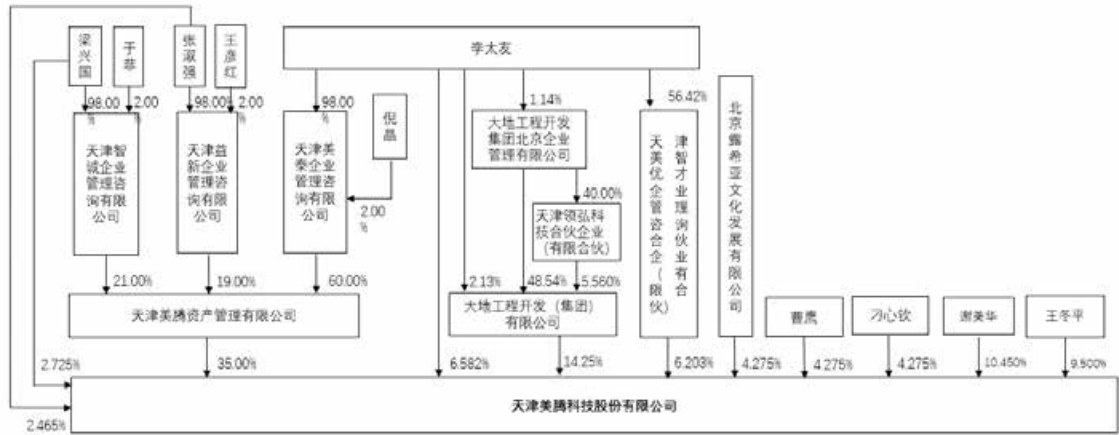 梁兴国
于菲
张淑强
王彦红
李太友
98.00%
2.00%
98.00%
2.00%
98.00%
倪晶
2.00%
1.14%
56.42%
天津智
诚企业
管理咨
询有限
公司
天津益
新企业
管理咨
询有限
公司
天津美
泰企业
管理咨
询有限
公司
大地工程开发
集团北京企业
管理有限公司
40.00%
天津领弘科
技合伙企业
（有限合伙）
天津
美智
优才
企业
管理
咨询
合伙
企业
（有
限合
伙）
北京露希亚文化发展有限公司
21.00%
19.00%
60.00%
2.13%
48.54%
5.560%
天津美腾资产管理有限公司
大地工程开发（集团）
有限公司
曹鹰
刁心钦
谢美华
王冬平
2.725%
35.00%
6.582%
14.25%
6.203%
4.275%
4.275%
4.275%
10.450%
9.500%
天津美腾科技股份有限公司
2.465%